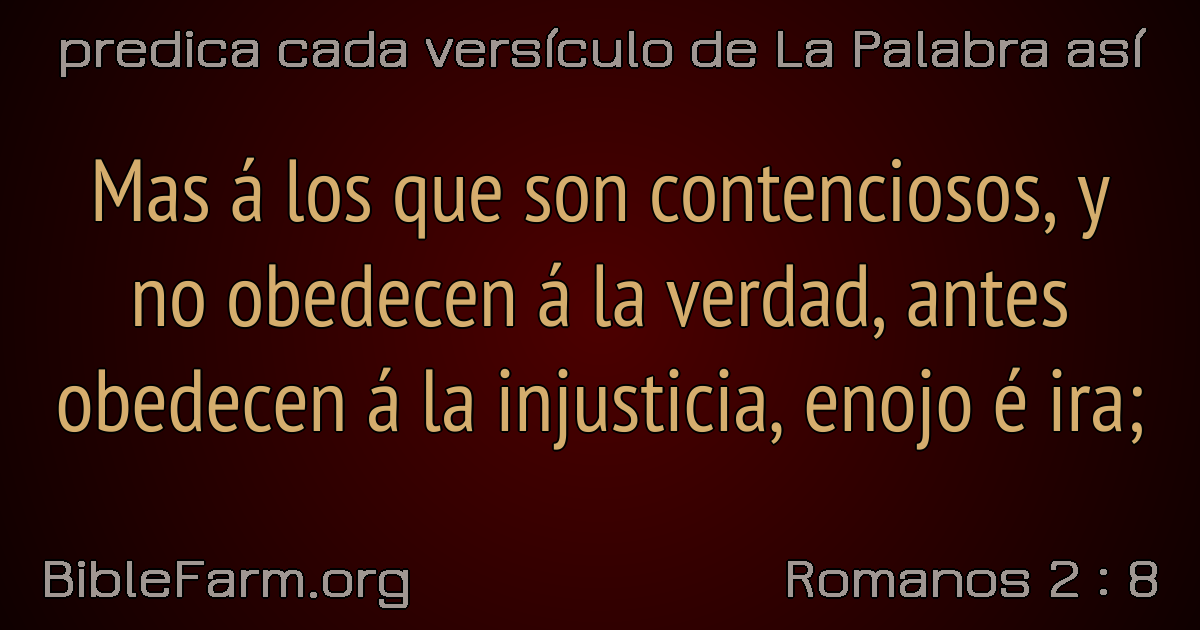 predica cada versículo de La Palabra así
Mas á los que son contenciosos, y
no obedecen á la verdad, antes
obedecen á la injusticia, enojo é ira;
BibleFarm.org
Romanos 2 : 8